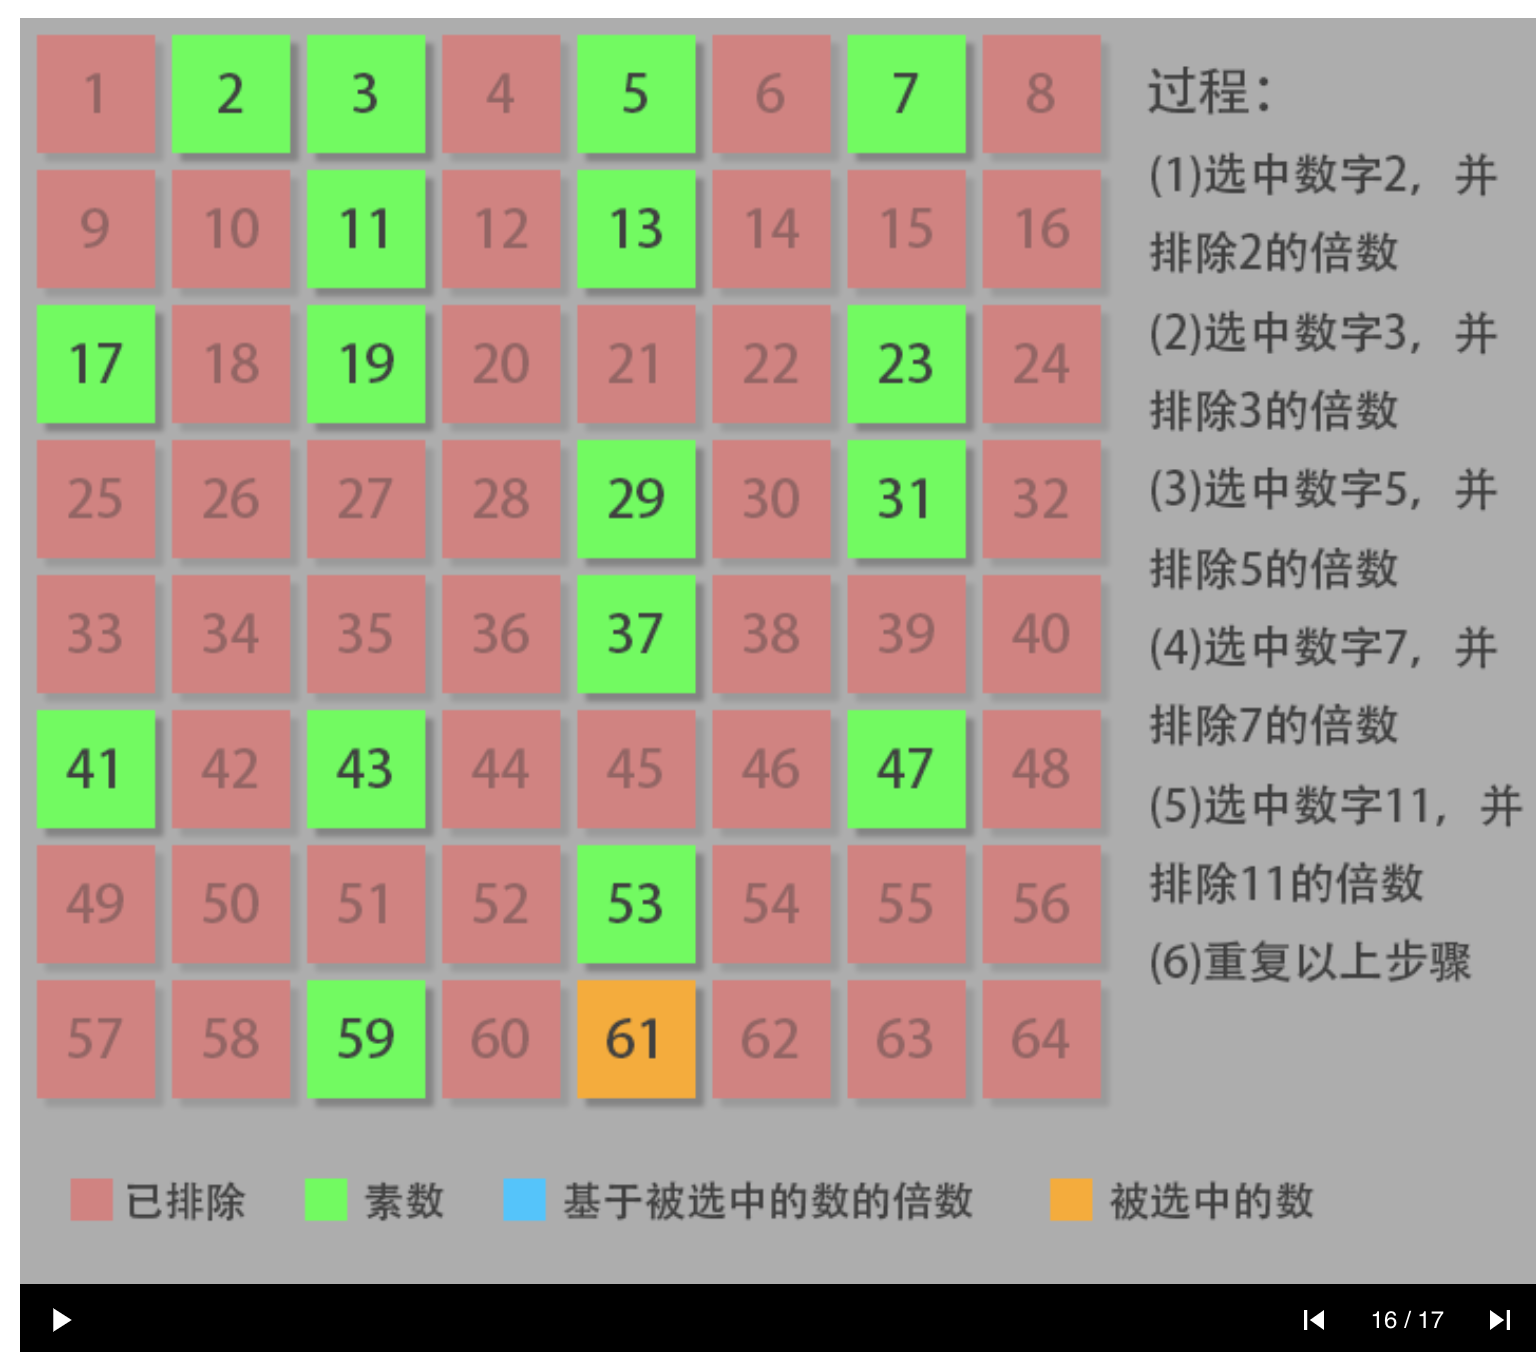 1 2 3 4 5 6 7 8
9 10 11 12 13 14 15 16
17 18 19 20 21 22 23 24
25 26 27 28 29 30 31 32
33 34 35 36 37 38 39 40
41 42 43 44 45 46 47 48
49 50 51 52 53 54 55 56
57 58 59 60 61 62 63 64
过程：
(1)选中数字2，并
排除2的倍数
(2)选中数字3，并
排除3的倍数
(3)选中数字5，并
排除5的倍数
(4)选中数字7，并
排除7的倍数
(5)选中数字11，并
排除11的倍数
(6)重复以上步骤
已排除 素数 基于被选中的数的倍数 被选中的数
16 / 17